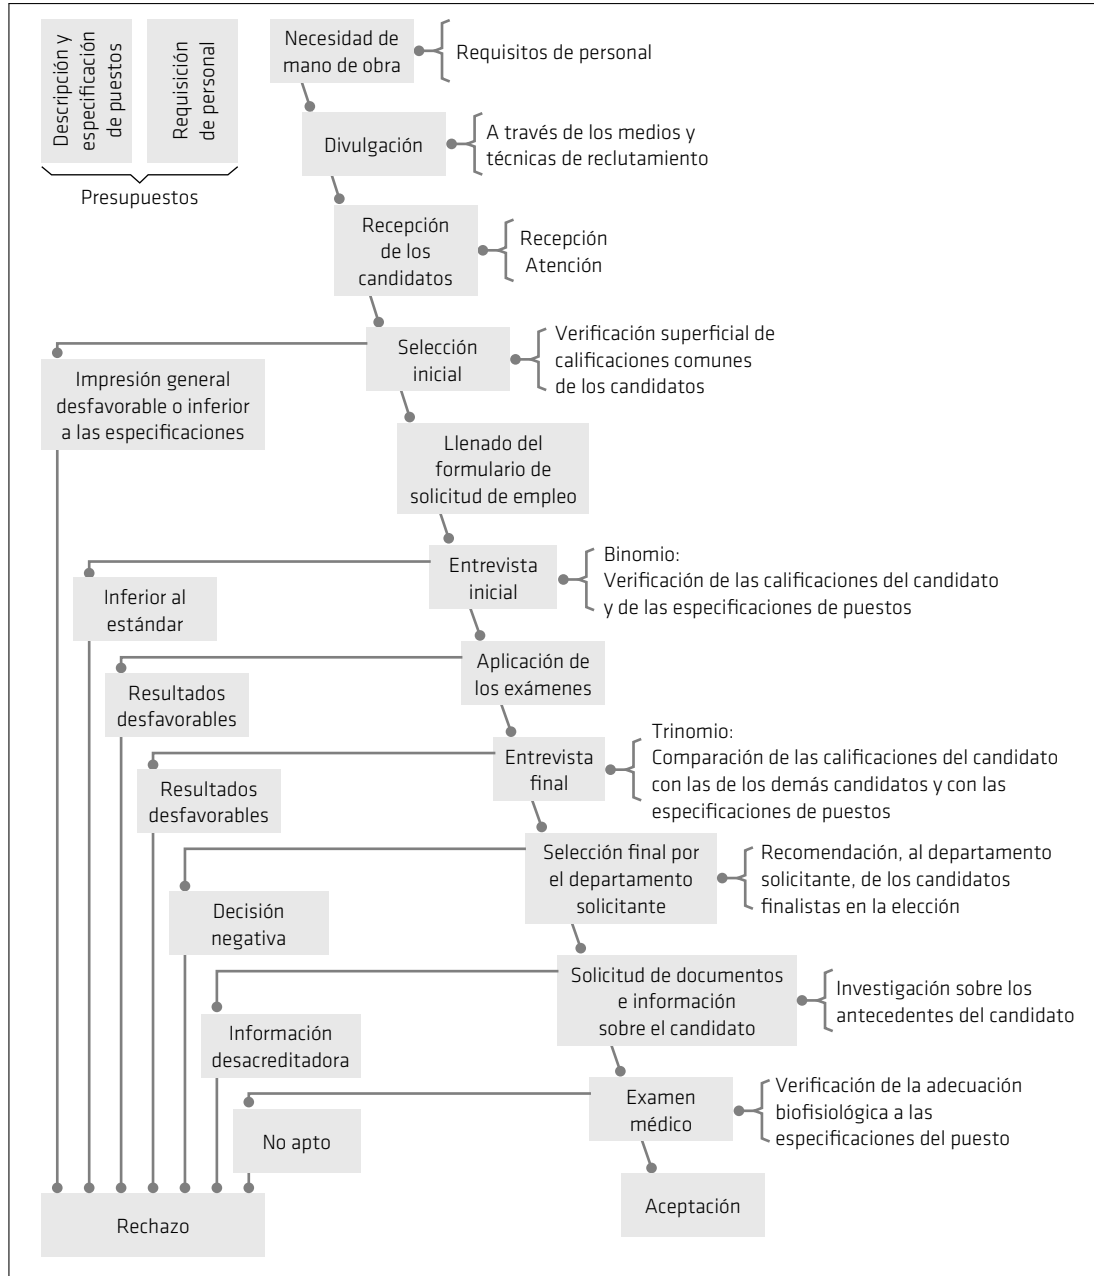 Descripción y
especificación
de puestos
Requisición
de personal
Presupuestos
Necesidad de
mano de obra
Requisitos de personal
Divulgación
A través de los medios y
técnicas de reclutamiento
Recepción
de los
candidatos
Recepción
Atención
Selección
inicial
Verificación superficial de
calificaciones comunes
de los candidatos
Impresión general
desfavorable o inferior
a las especificaciones
Llenado del
formulario de
solicitud de empleo
Entrevista
inicial
Binomio:
Verificación de las calificaciones del candidato
y de las especificaciones de puestos
Inferior al
estándar
Aplicación de
los exámenes
Resultados
desfavorables
Entrevista
final
Trinomio:
Comparación de las calificaciones del candidato
con las de los demás candidatos y con las
especificaciones de puestos
Resultados
desfavorables
Selección final por
el departamento
solicitante
Recomendación, al departamento
solicitante, de los candidatos
finalistas en la elección
Decisión
negativa
Solicitud de documentos
e información
sobre el candidato
Investigación sobre los
antecedentes del candidato
Información
desacreditadora
Examen
médico
Verificación de la adecuación
biofisiológica a las
especificaciones del puesto
No apto
Aceptación
Rechazo